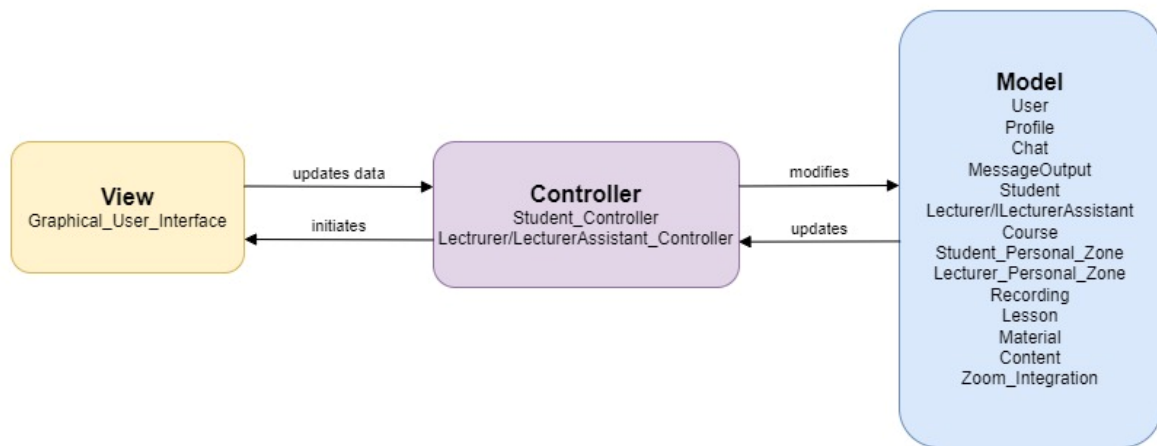 View
Graphical_User_Interface
updates data
initiates
Controller
Student_Controller
Lectrurer/LecturerAssistant_Controller
modifies
updates
Model
User
Profile
Chat
MessageOutput
Student
Lecturer/lLecturerAssistant
Course
Student_Personal_Zone
Lecturer_Personal_Zone
Recording
Lesson
Material
Content
Zoom_Integration